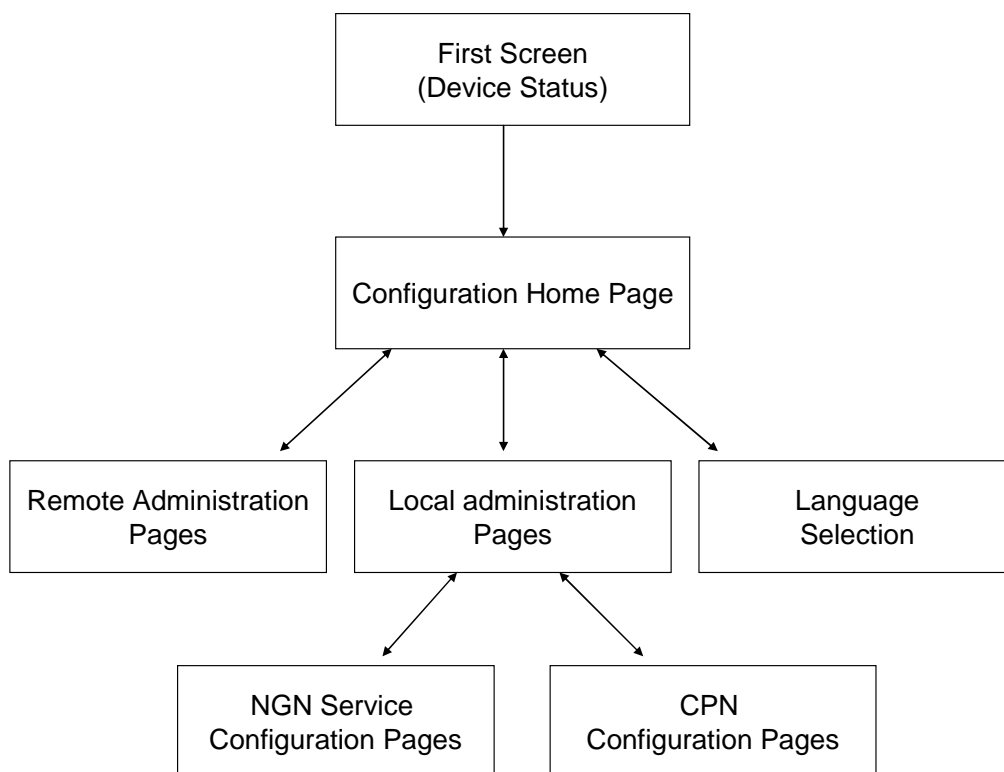 First Screen
(Device Status)
Configuration Home Page
Remote Administration
Pages
Local administration
Pages
Language
Selection
NGN Service
Configuration Pages
CPN
Configuration Pages